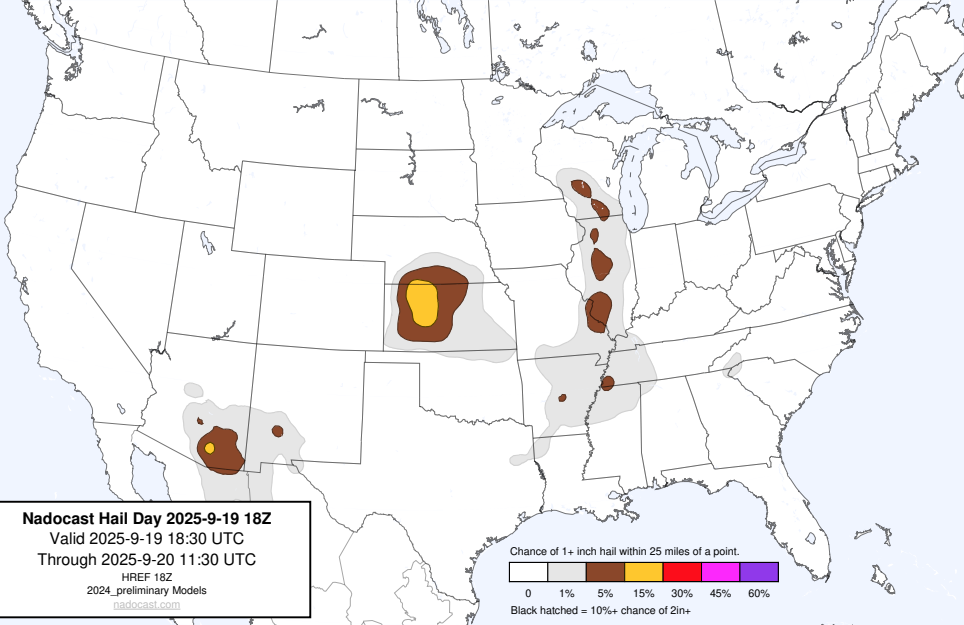 Nadocast Hail Day 2025-9-19 18Z
Valid 2025-9-19 18:30 UTC
Through 2025-9-20 11:30 UTC
HREF 18Z
2024_preliminary Models
nadocast.com
Chance of 1+ inch hail within 25 miles of a point.
0 1% 5% 15% 30% 45% 60%
Black hatched = 10%+ chance of 2in+